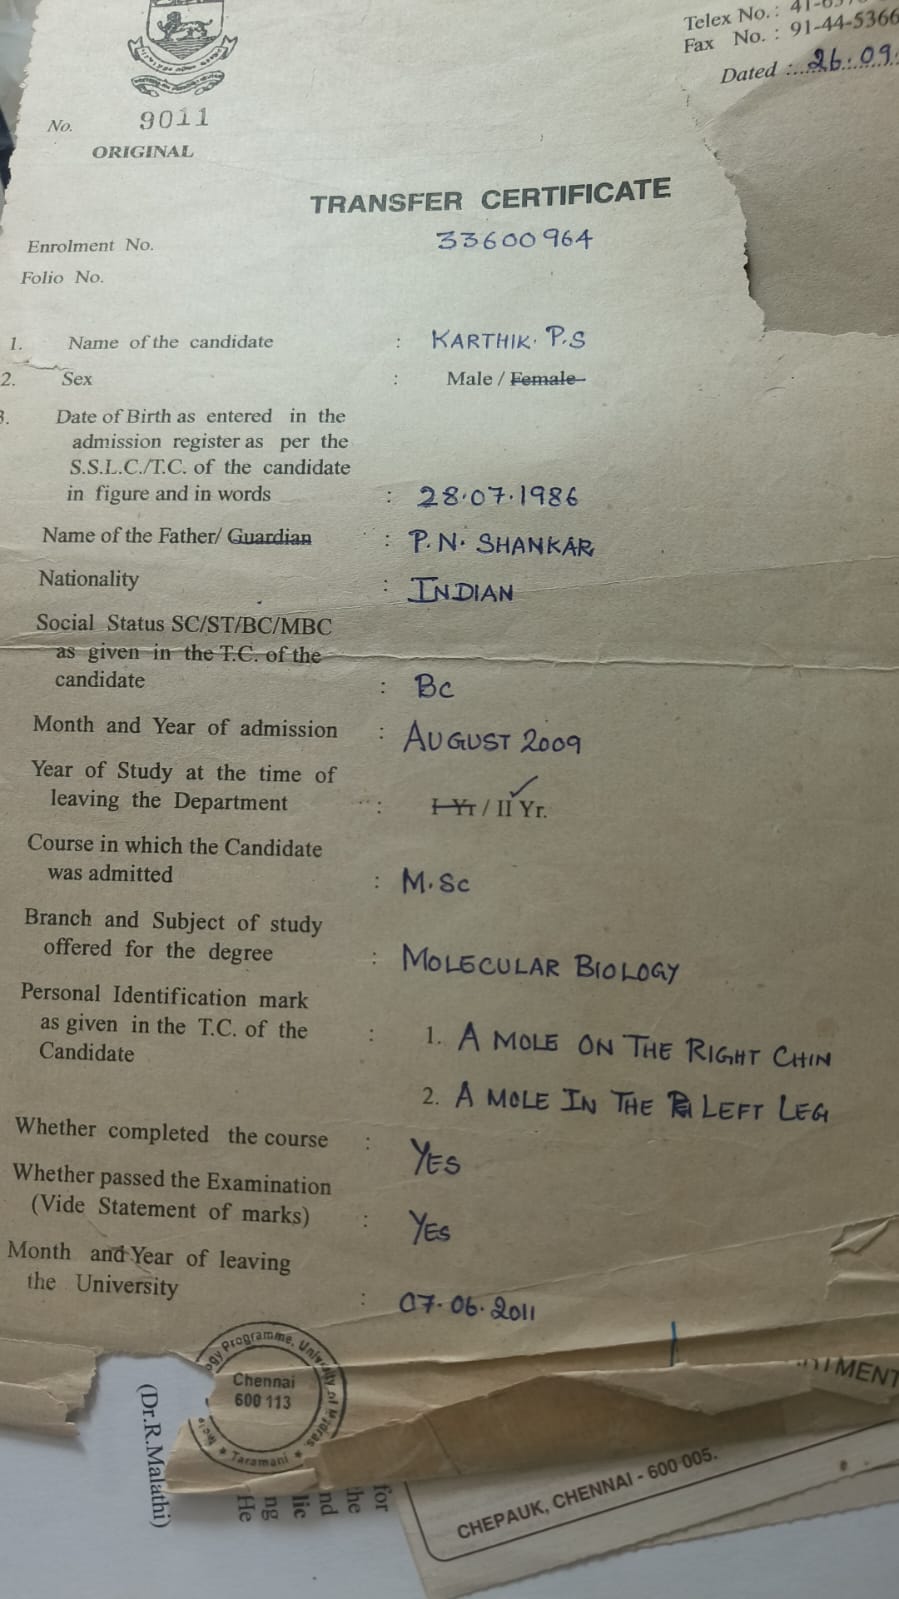 Telex No. : 41-
Fax No. : 91-44-5366
Dated : 26.09.
No. 9011
ORIGINAL
TRANSFER CERTIFICATE
Enrolment No. 33600964
Folio No.
1. Name of the candidate : KARTHIK. P.S
2. Sex : Male / Female
3. Date of Birth as entered in the
admission register as per the
S.S.L.C./T.C. of the candidate
in figure and in words : 28.07.1986
Name of the Father/ Guardian : P.N. SHANKAR
Nationality : INDIAN
Social Status SC/ST/BC/MBC
as given in the T.C. of the
candidate : BC
Month and Year of admission : AUGUST 2009
Year of Study at the time of
leaving the Department : I Yr / II Yr.
Course in which the Candidate
was admitted : M.Sc
Branch and Subject of study
offered for the degree : MOLECULAR BIOLOGY
Personal Identification mark
as given in the T.C. of the : 1. A MOLE ON THE RIGHT CHIN
Candidate
2. A MOLE IN THE LEFT LEG
Whether completed the course : YES
Whether passed the Examination
(Vide Statement of marks) : YES
Month and Year of leaving
the University : 07.06.2011
ogy Programme, University of Madras
Chennai
600 113
Taramani
(Dr.R.Malathi)
for
the
nd
lic
ng
He
RTMENT
CHEPAUK, CHENNAI - 600 005.